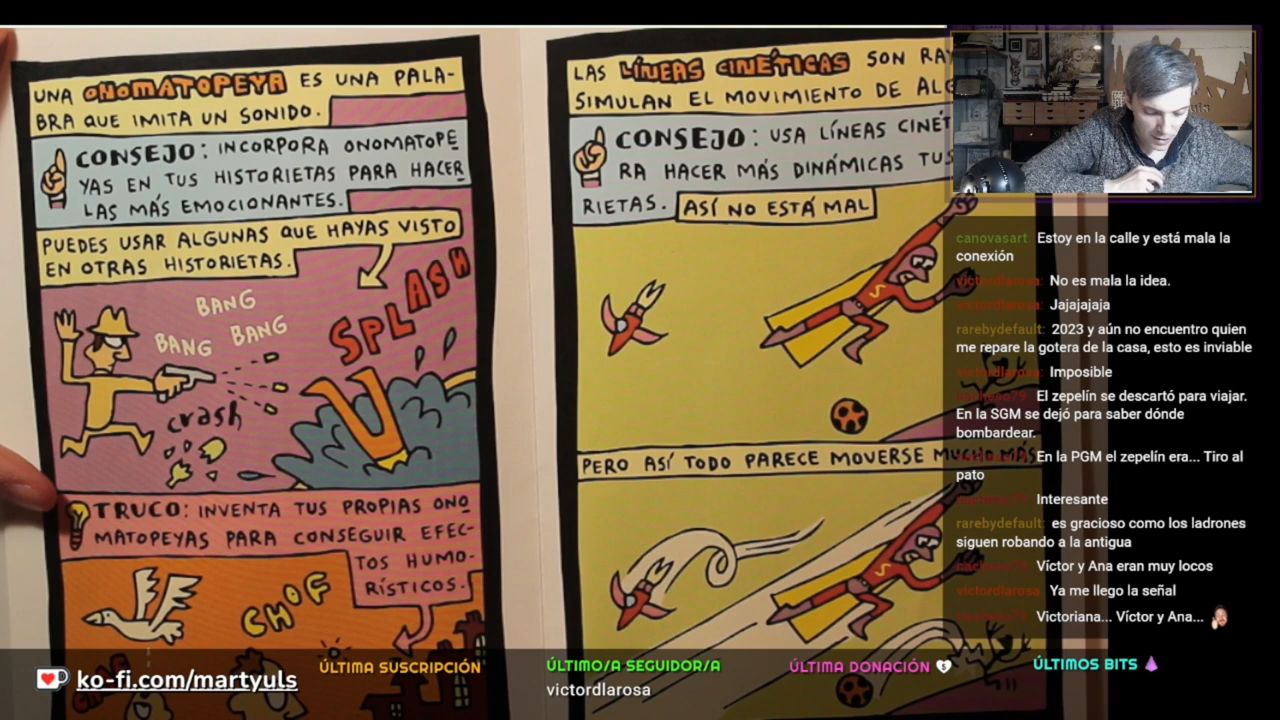 UNA ONOMATOPEYA ES UNA PALA-
BRA QUE IMITA UN SONIDO.
CONSEJO: INCORPORA ONOMATOPE
YAS EN TUS HISTORIETAS PARA HACER
LAS MÁS EMOCIONANTES.
PUEDES USAR ALGUNAS QUE HAYAS VISTO
EN OTRAS HISTORIETAS.
BANG
BANG BANG
SPLASH
crash
TRUCO: INVENTA TUS PROPIAS ONO
MATOPEYAS PARA CONSEGUIR EFEC-
TOS HUMO-
RÍSTICOS.
CHOF
LAS LÍNEAS CINÉTICAS SON RAY
SIMULAN EL MOVIMIENTO DE ALG
CONSEJO: USA LÍNEAS CINÉT
RA HACER MÁS DINÁMICAS TUS
RIETAS. ASÍ NO ESTÁ MAL
S
PERO ASÍ TODO PARECE MOVERSE MUCHO MÁS
S
canovasart: Estoy en la calle y está mala la
conexión
victordlarosa: No es mala la idea.
victordlarosa: Jajajajaja
rarebydefault: 2023 y aún no encuentro quien
me repare la gotera de la casa, esto es inviable
victordlarosa: Imposible
El zepelín se descartó para viajar.
En la SGM se dejó para saber dónde
bombardear.
En la PGM el zepelín era... Tiro al
pato
Interesante
rarebydefault: es gracioso como los ladrones
siguen robando a la antigua
Víctor y Ana eran muy locos
victordlarosa: Ya me llego la señal
Victoriana... Víctor y Ana...
ko-fi.com/martyuls
ÚLTIMA SUSCRIPCIÓN
ÚLTIMO/A SEGUIDOR/A
victordlarosa
ÚLTIMA DONACIÓN
ÚLTIMOS BITS